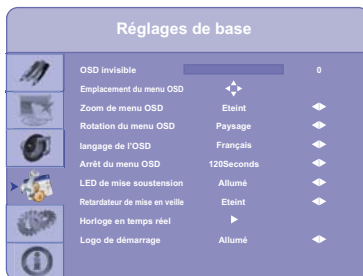 Réglages de base
OSD invisible 0
Emplacement du menu OSD
Zoom de menu OSD Eteint
Rotation du menu OSD Paysage
langage de l'OSD Français
Arrêt du menu OSD 120Seconds
LED de mise soustension Allumé
Retardateur de mise en veille Eteint
Horloge en temps réel
Logo de démarrage Allumé